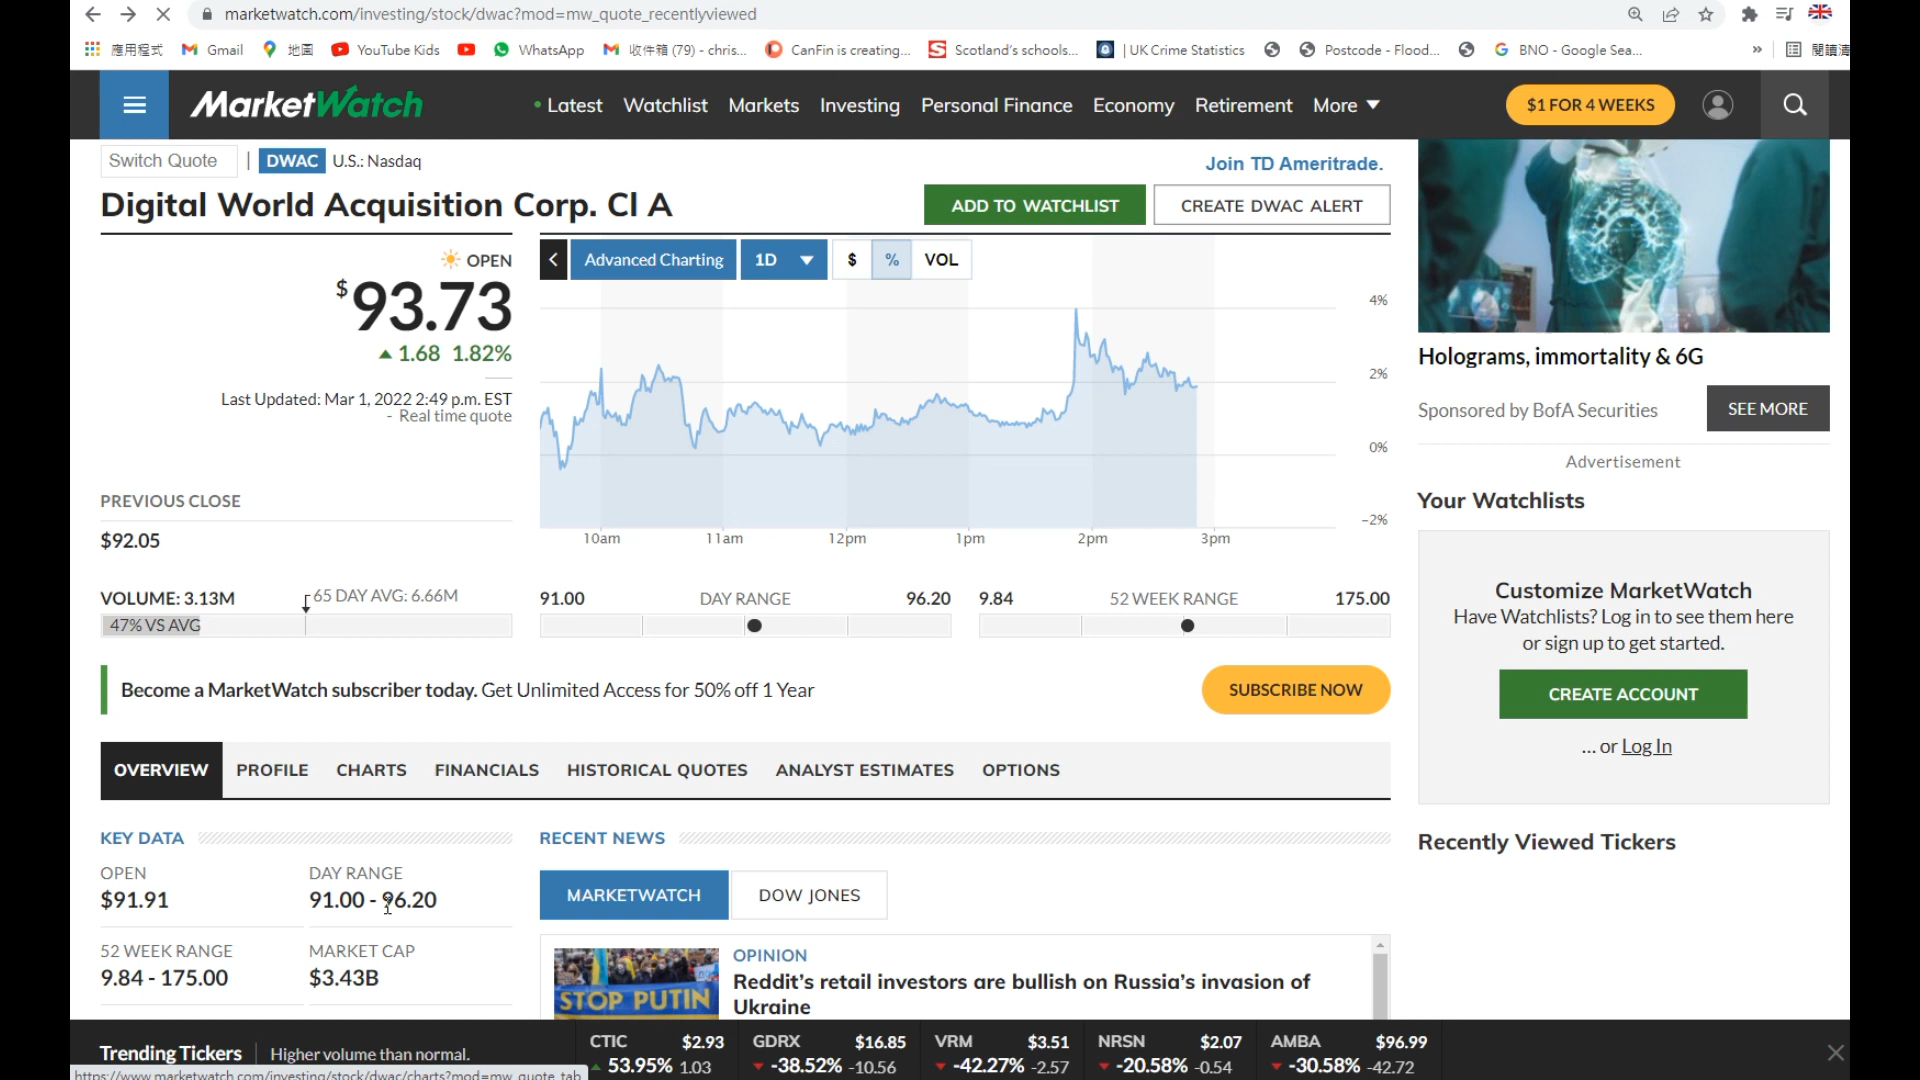 marketwatch.com/investing/stock/dwac?mod=mw_quote_recentlyviewed
應用程式 Gmail 地圖 YouTube Kids WhatsApp 收件箱 (79) - chris... CanFin is creating... Scotland's schools... | UK Crime Statistics Postcode - Flood... BNO - Google Sea... »
MarketWatch
Latest Watchlist Markets Investing Personal Finance Economy Retirement More
$1 FOR 4 WEEKS
Switch Quote | DWAC U.S.: Nasdaq
Join TD Ameritrade.
Digital World Acquisition Corp. Cl A
ADD TO WATCHLIST CREATE DWAC ALERT
OPEN
$93.73
1.68 1.82%
Last Updated: Mar 1, 2022 2:49 p.m. EST
- Real time quote
PREVIOUS CLOSE
$92.05
Advanced Charting 1D $ % VOL
4%
2%
0%
-2%
10am 11am 12pm 1pm 2pm 3pm
VOLUME: 3.13M 65 DAY AVG: 6.66M
47% VS AVG
91.00 DAY RANGE 96.20
9.84 52 WEEK RANGE 175.00
Become a MarketWatch subscriber today. Get Unlimited Access for 50% off 1 Year
SUBSCRIBE NOW
OVERVIEW PROFILE CHARTS FINANCIALS HISTORICAL QUOTES ANALYST ESTIMATES OPTIONS
KEY DATA
OPEN DAY RANGE
$91.91 91.00 - 96.20
52 WEEK RANGE MARKET CAP
9.84 - 175.00 $3.43B
RECENT NEWS
MARKETWATCH DOW JONES
STOP PUTIN
OPINION
Reddit's retail investors are bullish on Russia's invasion of
Ukraine
Holograms, immortality & 6G
Sponsored by BofA Securities SEE MORE
Advertisement
Your Watchlists
Customize MarketWatch
Have Watchlists? Log in to see them here
or sign up to get started.
CREATE ACCOUNT
... or Log In
Recently Viewed Tickers
Trending Tickers | Higher volume than normal.
CTIC $2.93
53.95% 1.03
GDRX $16.85
-38.52% -10.56
VRM $3.51
-42.27% -2.57
NRSN $2.07
-20.58% -0.54
AMBA $96.99
-30.58% -42.72
https://www.marketwatch.com/investing/stock/dwac/charts?mod=mw_quote_tab